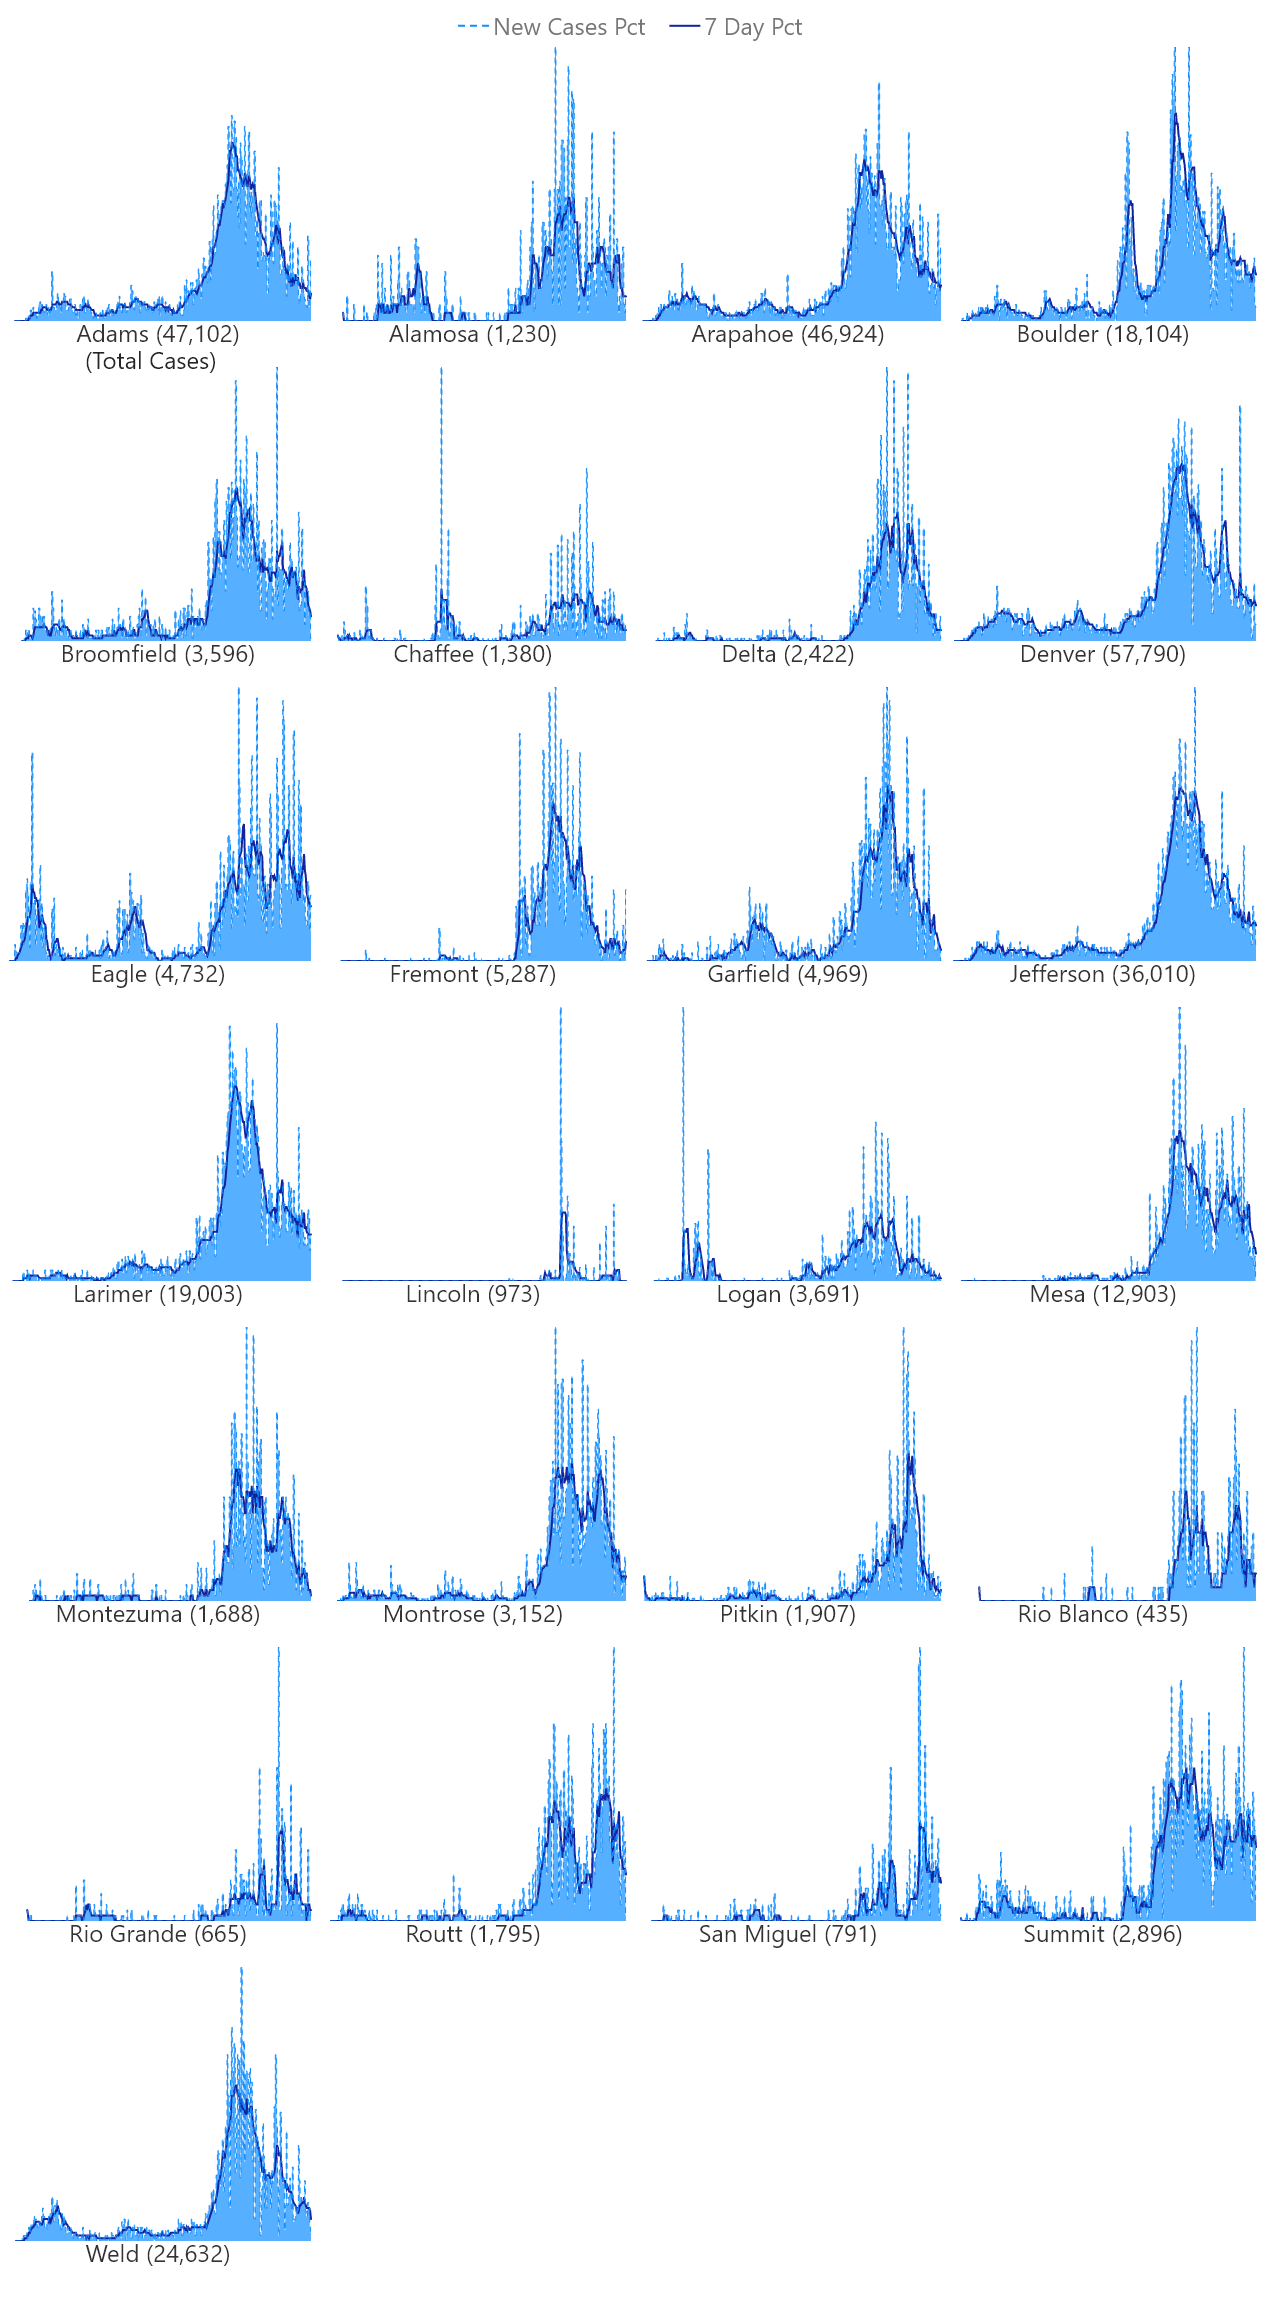 New Cases Pct 7 Day Pct
Adams (47,102)
(Total Cases)
Alamosa (1,230)
Arapahoe (46,924)
Boulder (18,104)
Broomfield (3,596)
Chaffee (1,380)
Delta (2,422)
Denver (57,790)
Eagle (4,732)
Fremont (5,287)
Garfield (4,969)
Jefferson (36,010)
Larimer (19,003)
Lincoln (973)
Logan (3,691)
Mesa (12,903)
Montezuma (1,688)
Montrose (3,152)
Pitkin (1,907)
Rio Blanco (435)
Rio Grande (665)
Routt (1,795)
San Miguel (791)
Summit (2,896)
Weld (24,632)